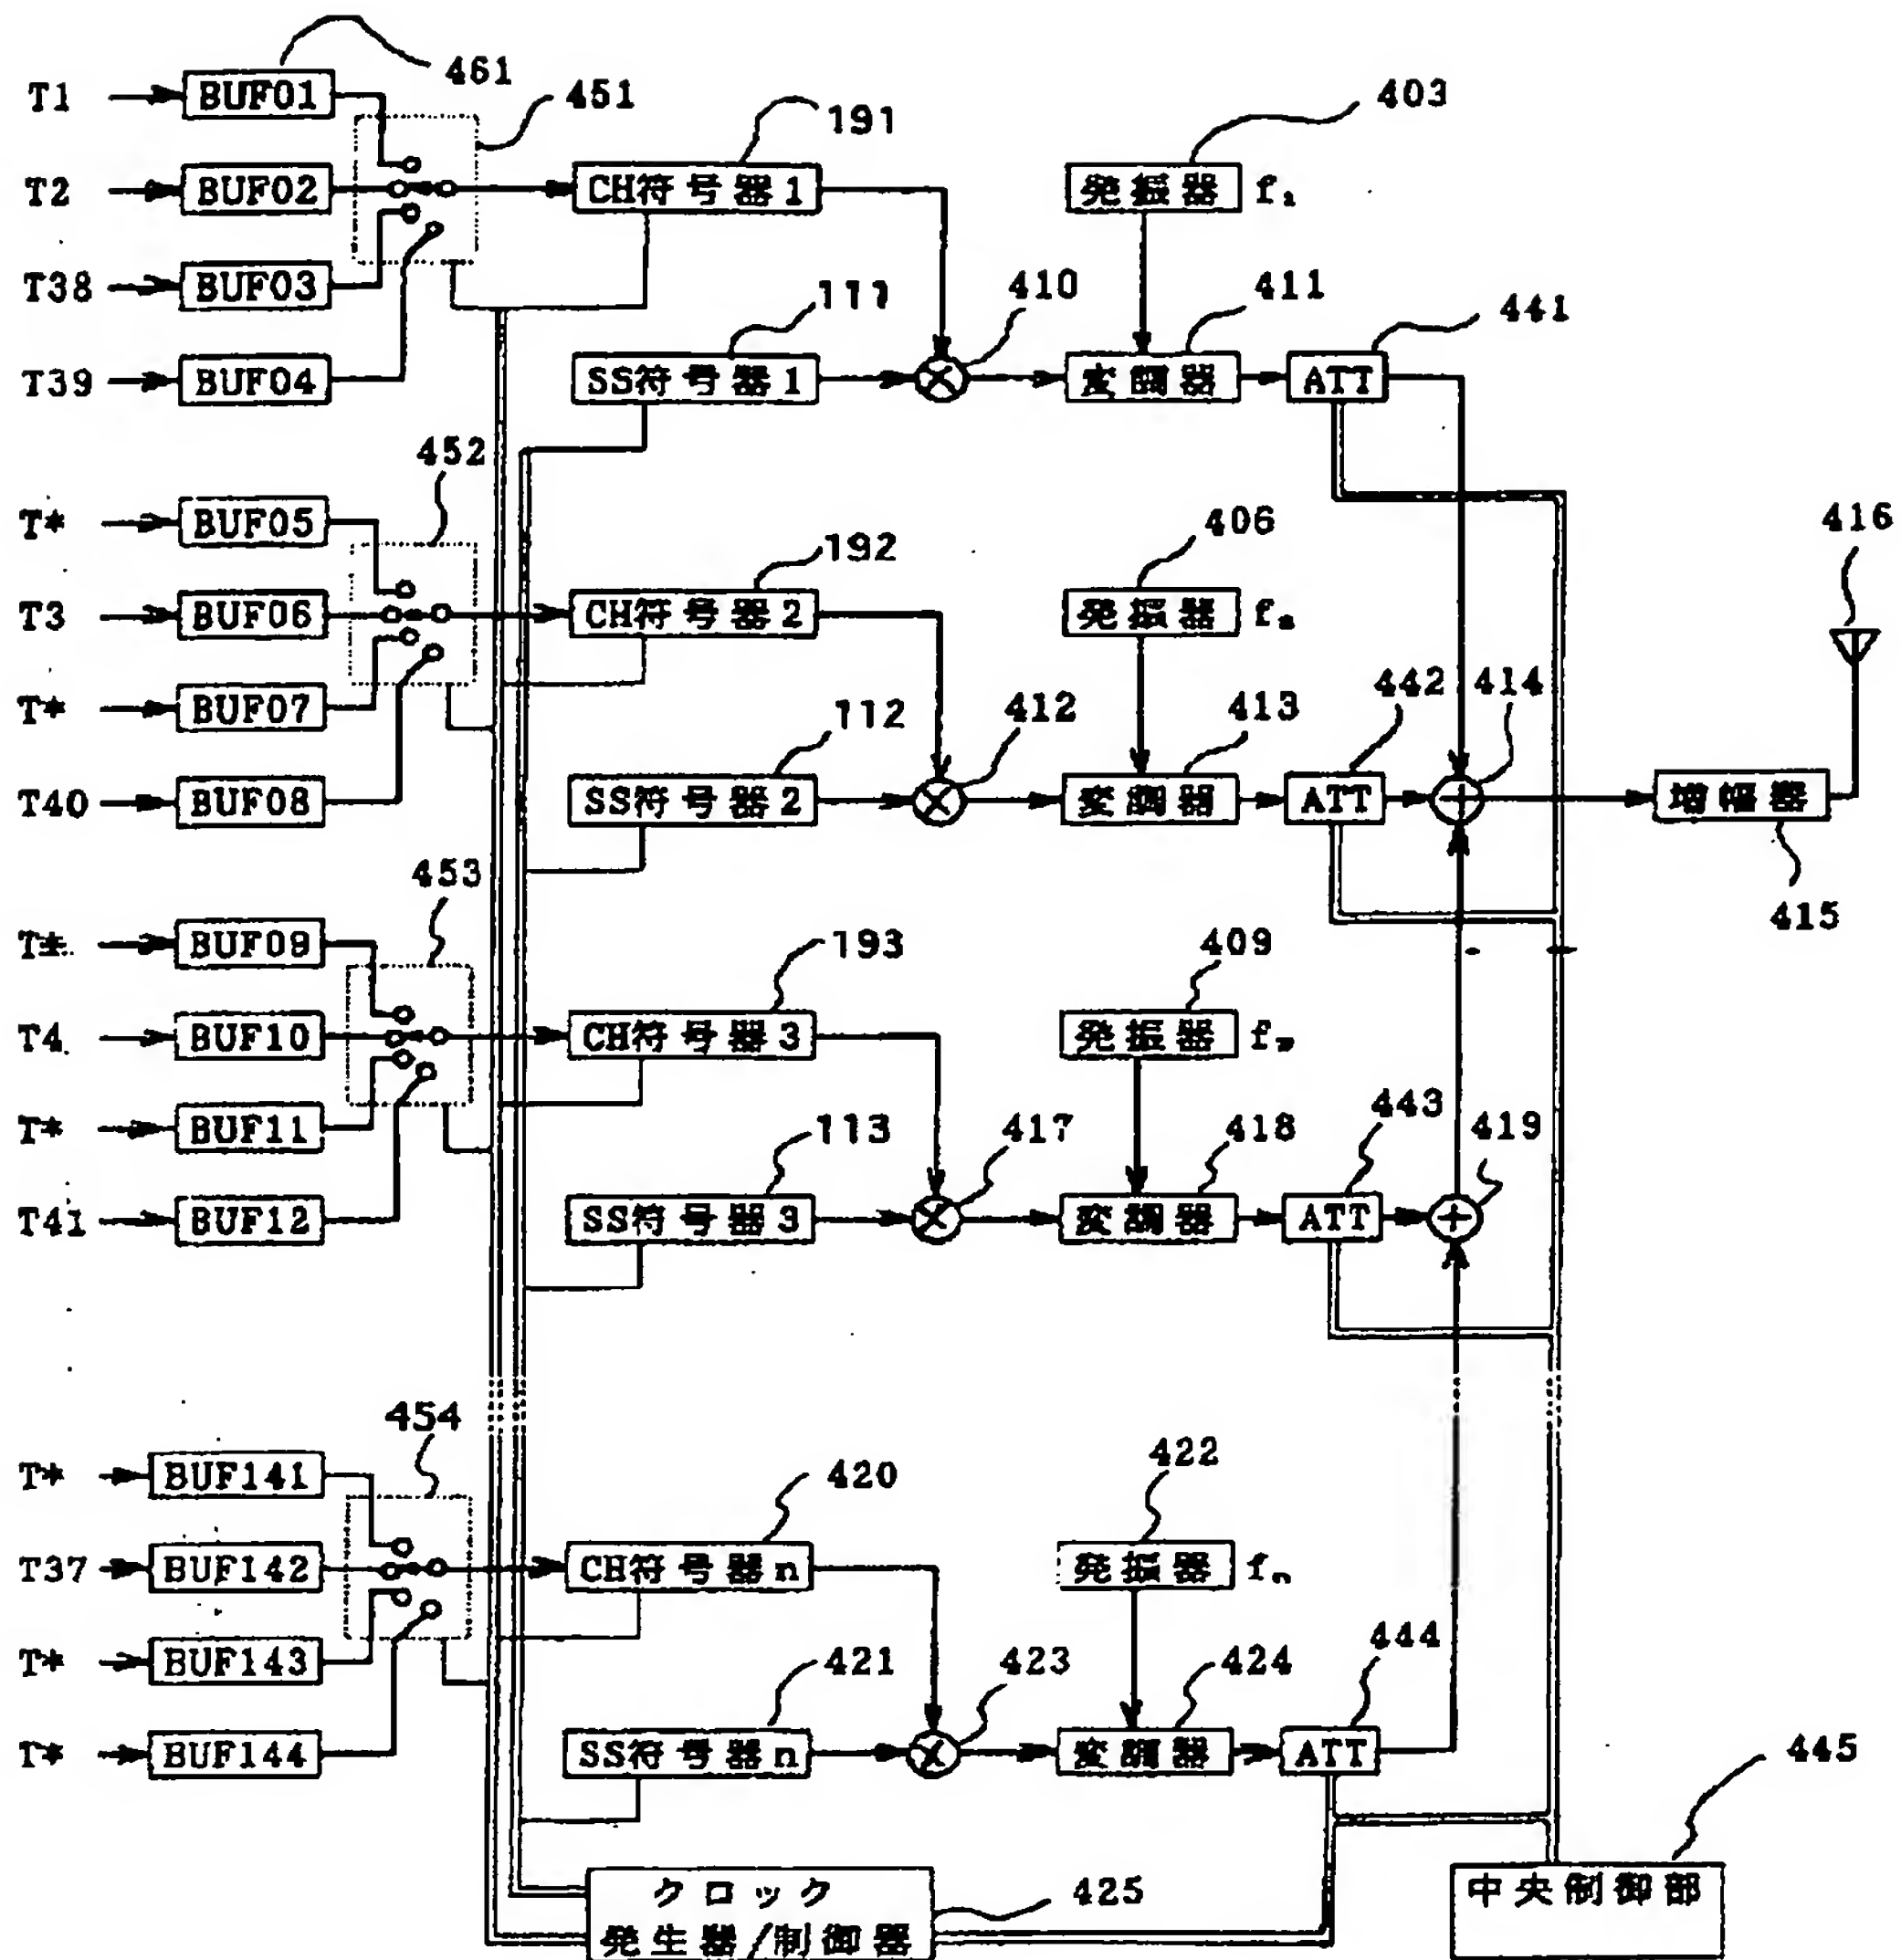 461
T1 BUF01
451
403
191
T2 BUF02 CH符号器1 発振器 f₁
T38 BUF03
111 410 411 441
T39 BUF04 SS符号器1 変調器 ATT
452
T* BUF05
192 406 416
T3 BUF06 CH符号器2 発振器 f₂
T* BUF07
112 412 413 442 414
T40 BUF08 SS符号器2 変調器 ATT 増幅器
453
415
T* BUF09
193 409
T4 BUF10 CH符号器3 発振器
T* BUF11
113 417 418 443 419
T41 BUF12 SS符号器3 変調器 ATT
454
T* BUF141
420 422
T37 BUF142 CH符号器n 発振器 fₙ
T* BUF143
421 423 424 444
T* BUF144 SS符号器n 変調器 ATT
445
クロック
発生器/制御器
425
中央制御部